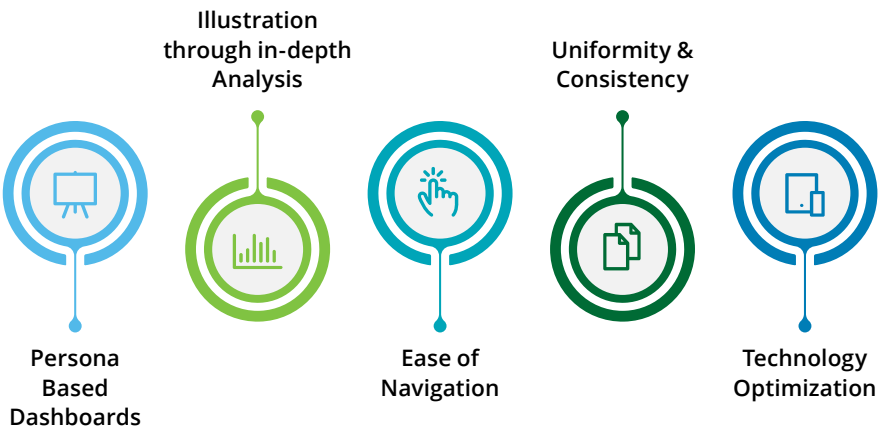 Persona
Based
Dashboards
Illustration
through in-depth
Analysis
Ease of
Navigation
Uniformity &
Consistency
Technology
Optimization